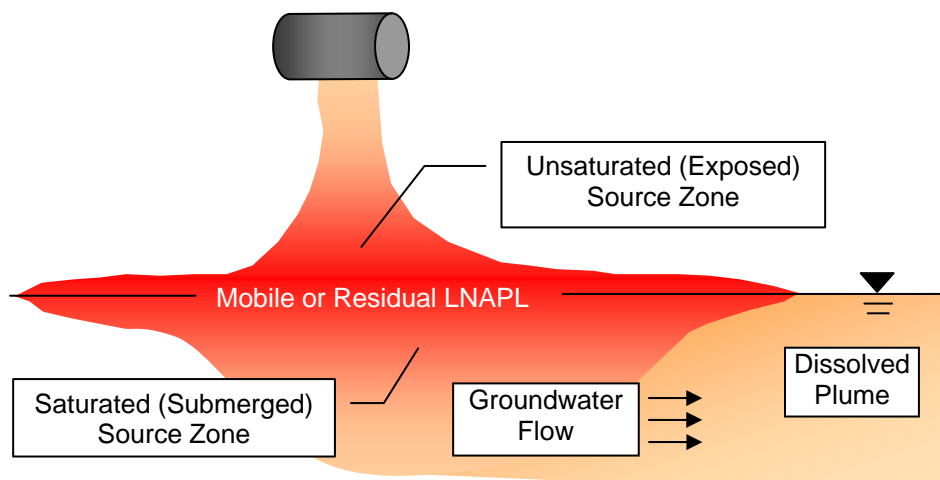 Unsaturated (Exposed)
Source Zone
Mobile or Residual LNAPL
Saturated (Submerged)
Source Zone
Groundwater
Flow
Dissolved
Plume